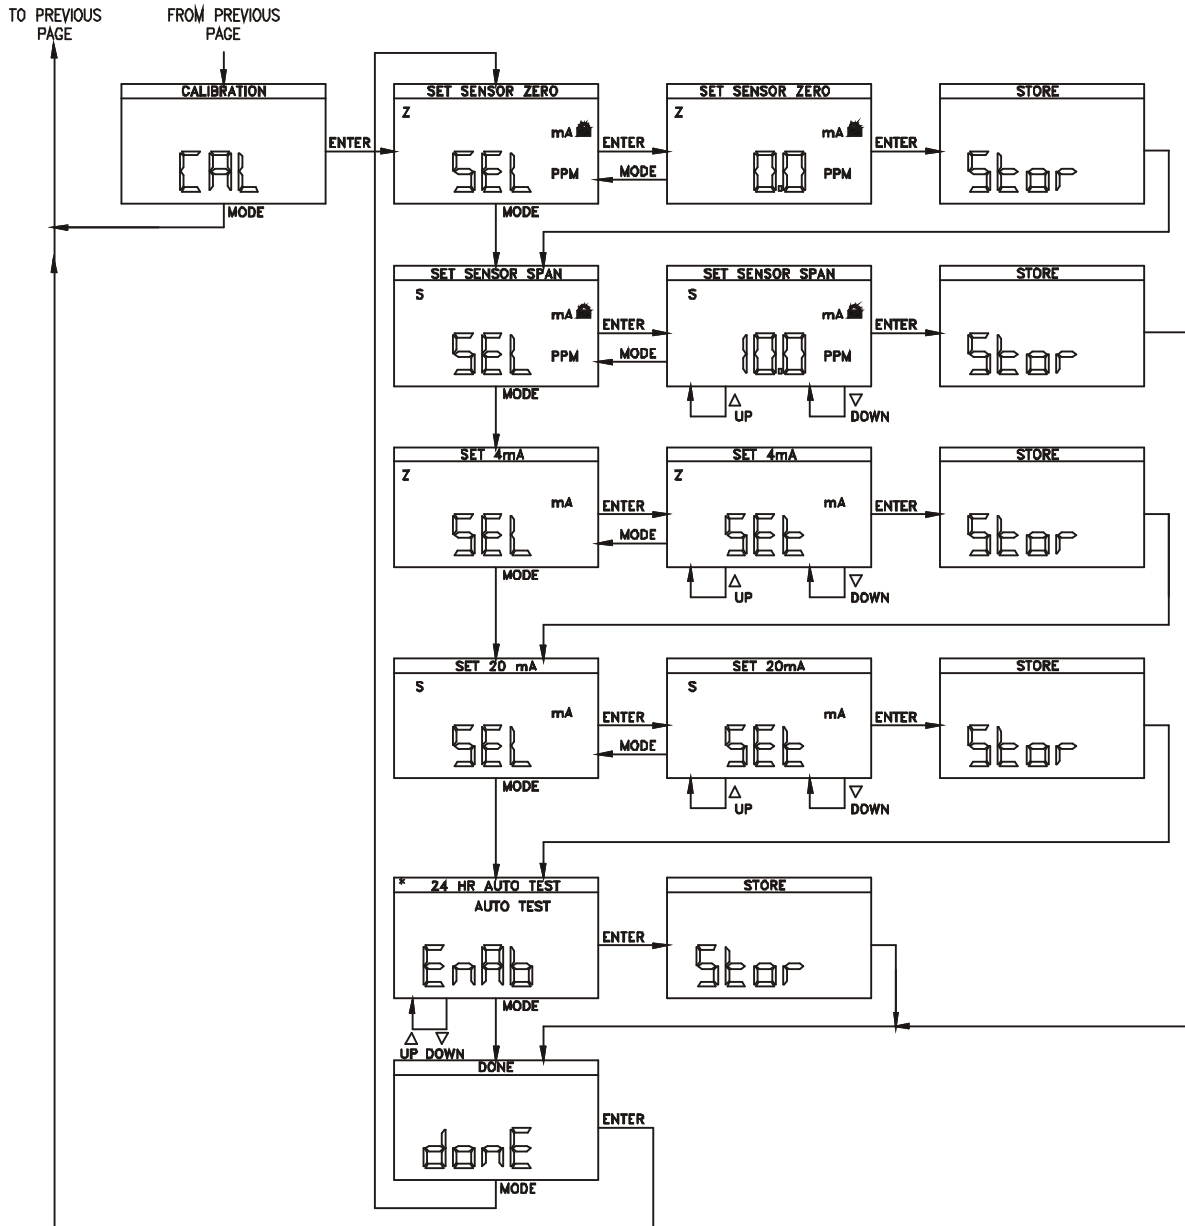 TO PREVIOUS
PAGE
FROM PREVIOUS
PAGE
CALIBRATION
CAL
ENTER
MODE
SET SENSOR ZERO
Z
mA
SEL
PPM
ENTER
MODE
MODE
SET SENSOR ZERO
Z
mA
0.0
PPM
ENTER
STORE
Stor
SET SENSOR SPAN
S
mA
SEL
PPM
ENTER
MODE
MODE
SET SENSOR SPAN
S
mA
10.0
PPM
UP
DOWN
ENTER
STORE
Stor
SET 4mA
Z
mA
SEL
ENTER
MODE
MODE
SET 4mA
Z
mA
SEt
UP
DOWN
ENTER
STORE
Stor
SET 20 mA
S
mA
SEL
ENTER
MODE
MODE
SET 20mA
S
mA
SEt
UP
DOWN
ENTER
STORE
Stor
* 24 HR AUTO TEST
AUTO TEST
EnAb
ENTER
MODE
UP DOWN
STORE
Stor
DONE
donE
ENTER
MODE